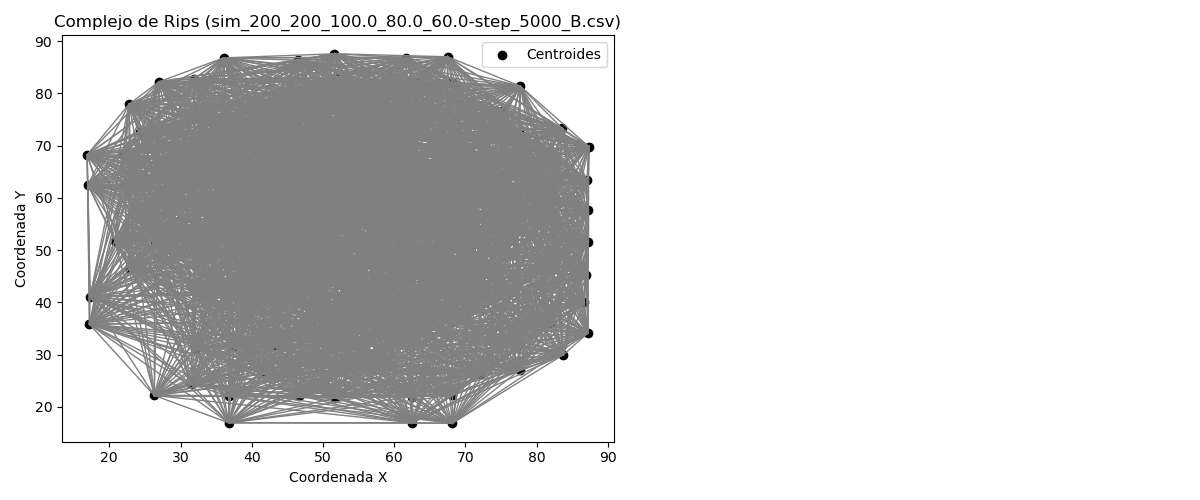 Complejo de Rips (sim_200_200_100.0_80.0_60.0-step_5000_B.csv)
Centroides
Coordenada Y
90
80
70
60
50
40
30
20
20 30 40 50 60 70 80 90
Coordenada X